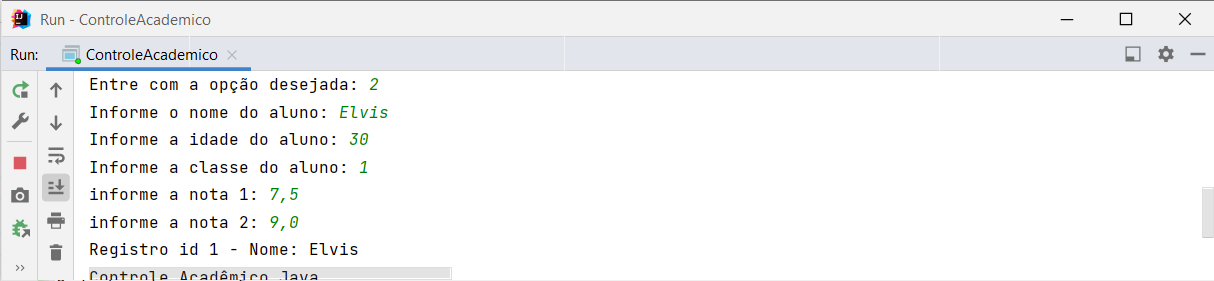 Run - ControleAcademico
Run: ControleAcademico
Entre com a opção desejada: 2
Informe o nome do aluno: Elvis
Informe a idade do aluno: 30
Informe a classe do aluno: 1
informe a nota 1: 7,5
informe a nota 2: 9,0
Registro id 1 - Nome: Elvis
Controle Acadêmico Java